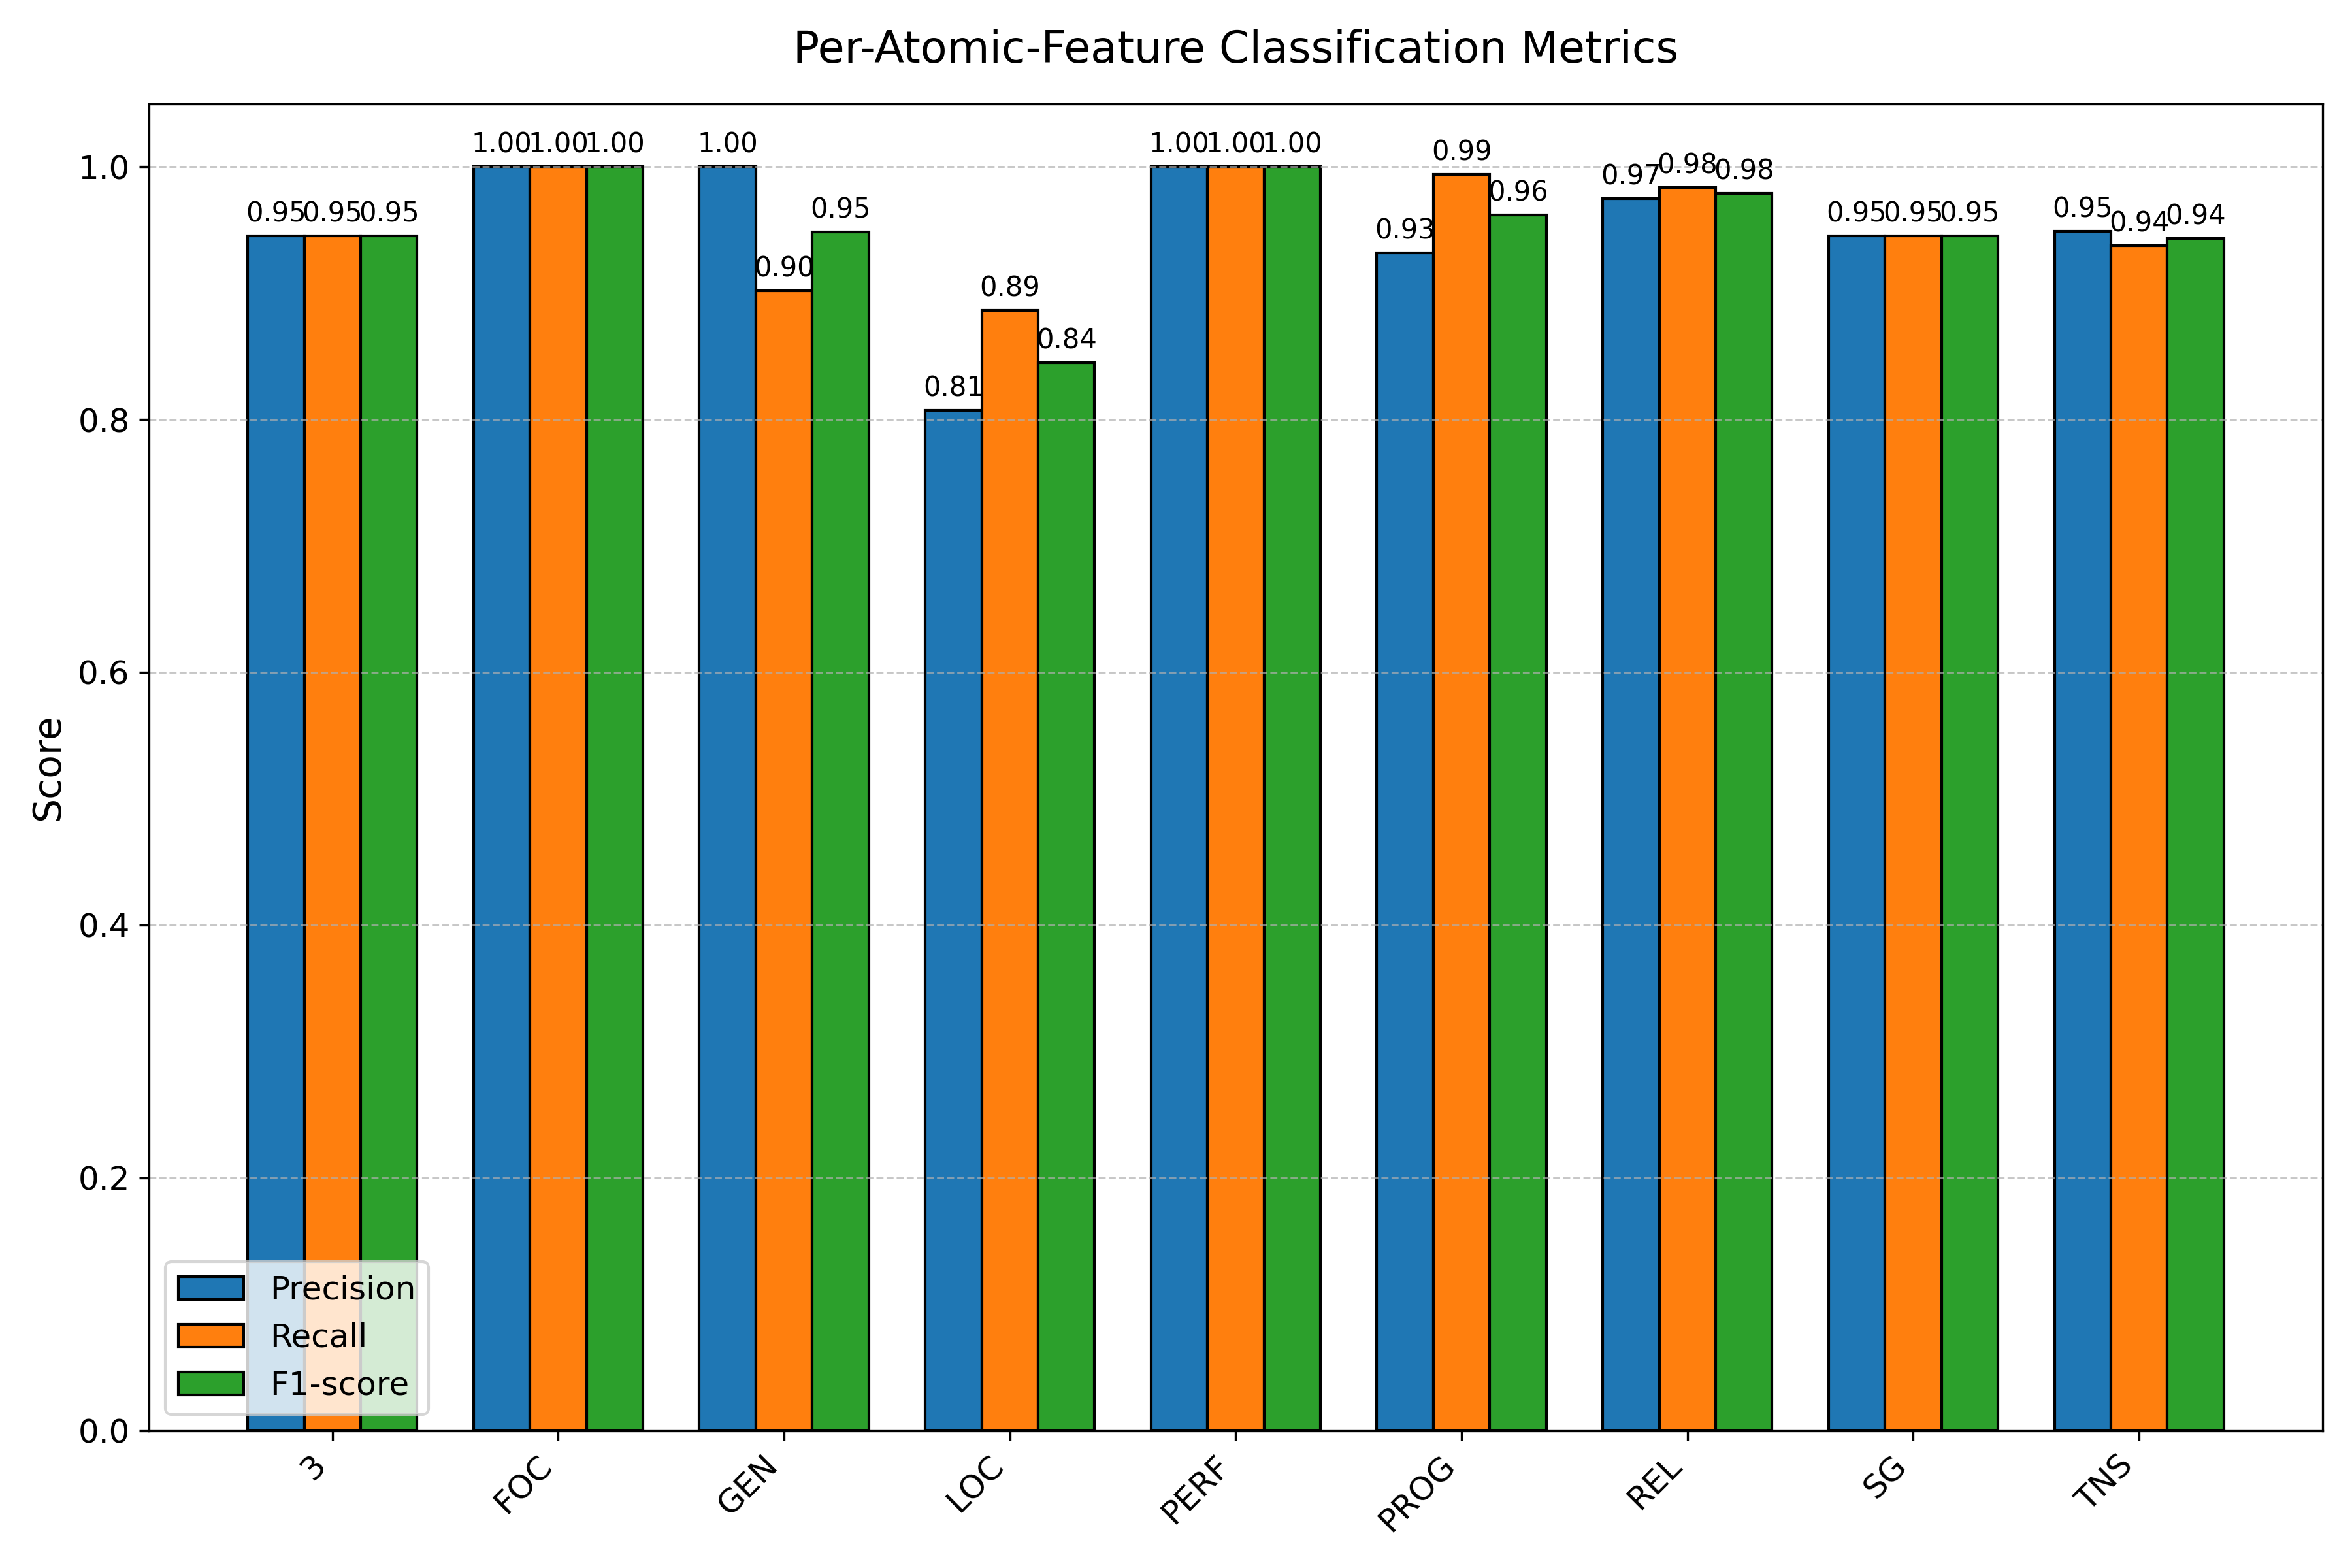 Per-Atomic-Feature Classification Metrics
Score
1.0
0.8
0.6
0.4
0.2
0.0
0.95 0.95 0.95
1.00 1.00 1.00
1.00 0.90 0.95
0.81 0.89 0.84
1.00 1.00 1.00
0.93 0.99 0.96
0.97 0.98 0.98
0.95 0.95 0.95
0.95 0.94 0.94
Precision
Recall
F1-score
3 FOC GEN LOC PERF PROG REL SG TNS